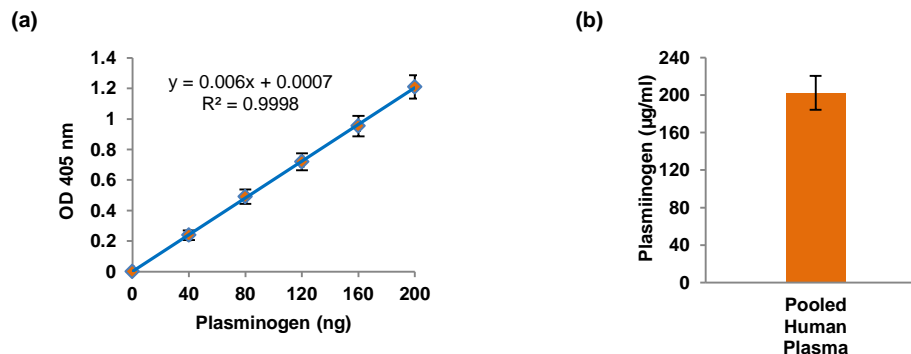 (a)
y = 0.006x + 0.0007
R² = 0.9998
1.4
1.2
1
0.8
0.6
0.4
0.2
0
OD 405 nm
0 40 80 120 160 200
Plasminogen (ng)
(b)
240
200
160
120
80
40
0
Plasmiinogen (µg/ml)
Pooled
Human
Plasma